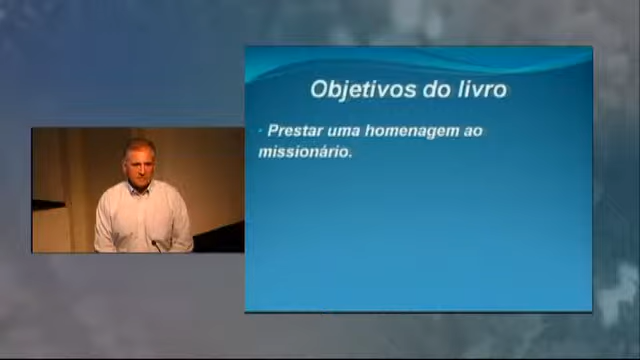 Objetivos do livro
• Prestar uma homenagem ao
missionário.